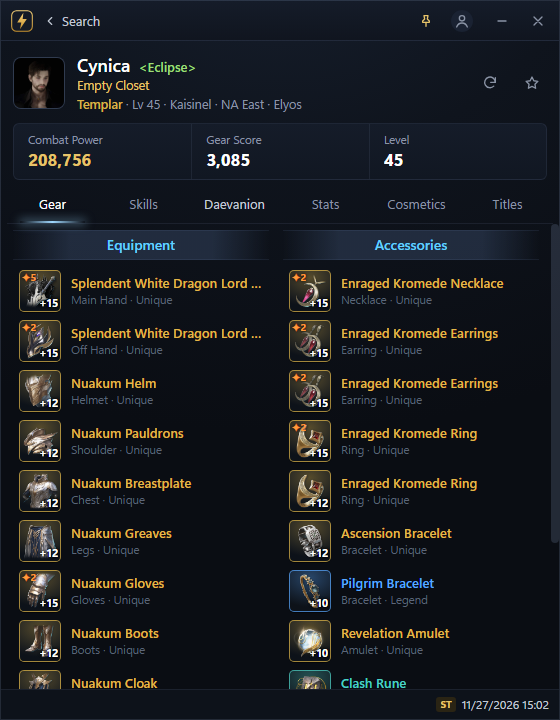 Search
Cynica <Eclipse>
Empty Closet
Templar · Lv 45 · Kaisinel · NA East · Elyos
Combat Power
208,756
Gear Score
3,085
Level
45
Gear
Skills
Daevanion
Stats
Cosmetics
Titles
Equipment
✦5
+15
Splendent White Dragon Lord ...
Main Hand · Unique
✦2
+15
Splendent White Dragon Lord ...
Off Hand · Unique
+12
Nuakum Helm
Helmet · Unique
+12
Nuakum Pauldrons
Shoulder · Unique
+12
Nuakum Breastplate
Chest · Unique
+12
Nuakum Greaves
Legs · Unique
✦2
+15
Nuakum Gloves
Gloves · Unique
+12
Nuakum Boots
Boots · Unique
Nuakum Cloak
Accessories
✦2
+15
Enraged Kromede Necklace
Necklace · Unique
✦2
+15
Enraged Kromede Earrings
Earring · Unique
✦2
+15
Enraged Kromede Earrings
Earring · Unique
✦2
+15
Enraged Kromede Ring
Ring · Unique
+12
Enraged Kromede Ring
Ring · Unique
+12
Ascension Bracelet
Bracelet · Unique
+10
Pilgrim Bracelet
Bracelet · Legend
+10
Revelation Amulet
Amulet · Unique
Clash Rune
ST 11/27/2026 15:02